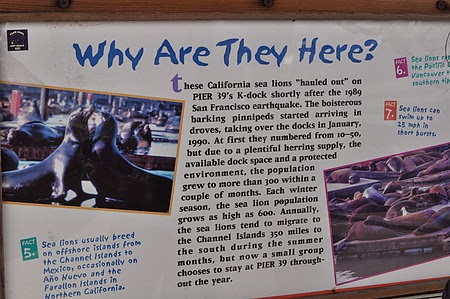 Why Are They Here?
these California sea lions "hauled out" on
PIER 39's K-dock shortly after the 1989
San Francisco earthquake. The boisterous
barking pinnipeds started arriving in
droves, taking over the docks in January,
1990. At first they numbered from 10-50,
but due to a plentiful herring supply, the
available dock space and a protected
environment, the population
grew to more than 900 within a
couple of months. Each winter
season, the sea lion population
grows as high as 600. Annually,
the sea lions tend to migrate to
the Channel Islands 350 miles to
the south during the summer
months, but now a small group
chooses to stay at PIER 39 through-
out the year.
FACT 5.
Sea lions usually breed
on offshore islands from
the Channel Islands to
Mexico, occasionally on
Año Nuevo and the
Farallon Islands in
Northern California.
FACT 6.
Sea lions
the Pacific
Vancouver
southern
FACT 7.
Sea lions can
swim up to
25 mph in
short bursts.